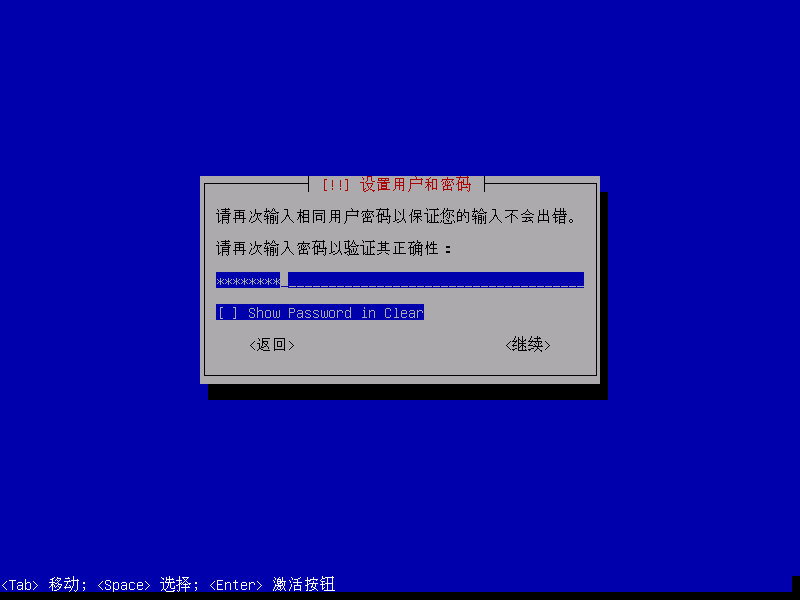 [!!] 设置用户和密码
请再次输入相同用户密码以保证您的输入不会出错。
请再次输入密码以验证其正确性：
********_____________________________________
[ ] Show Password in Clear
<返回> <继续>
<Tab> 移动; <Space> 选择; <Enter> 激活按钮